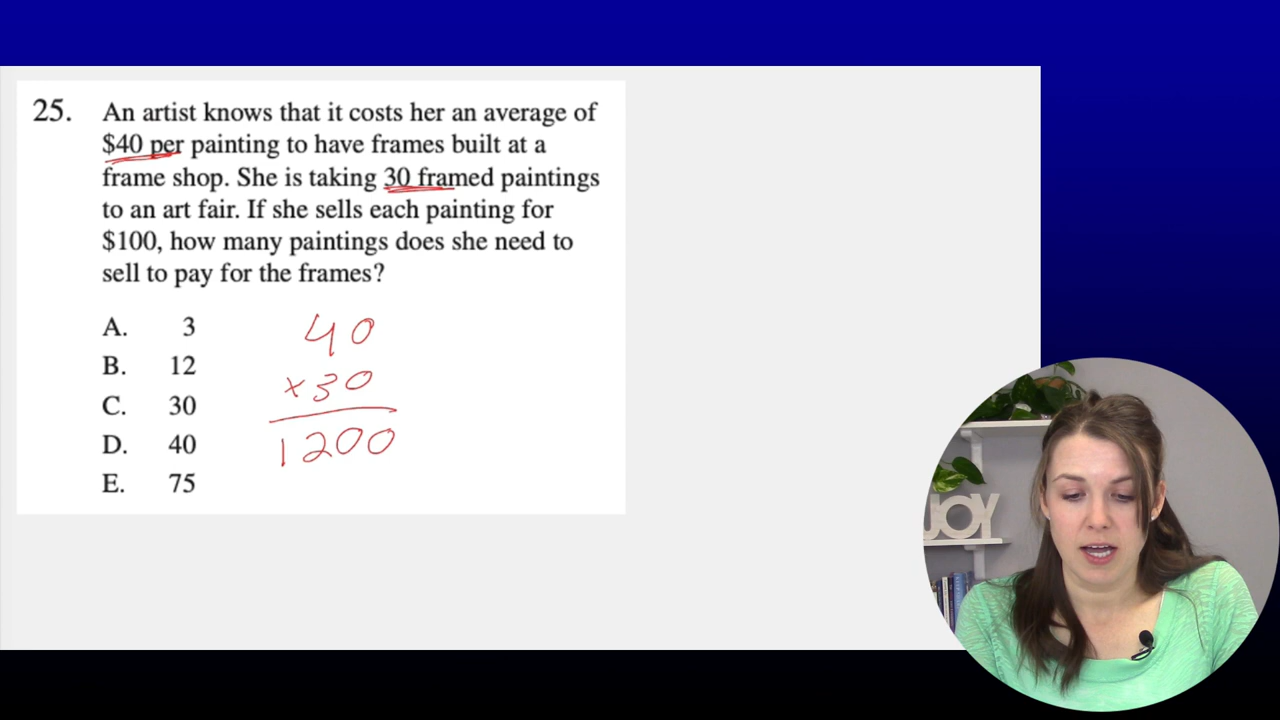 25. An artist knows that it costs her an average of
$40 per painting to have frames built at a
frame shop. She is taking 30 framed paintings
to an art fair. If she sells each painting for
$100, how many paintings does she need to
sell to pay for the frames?
A. 3
B. 12
C. 30
D. 40
E. 75
40
×30
1200
JOY